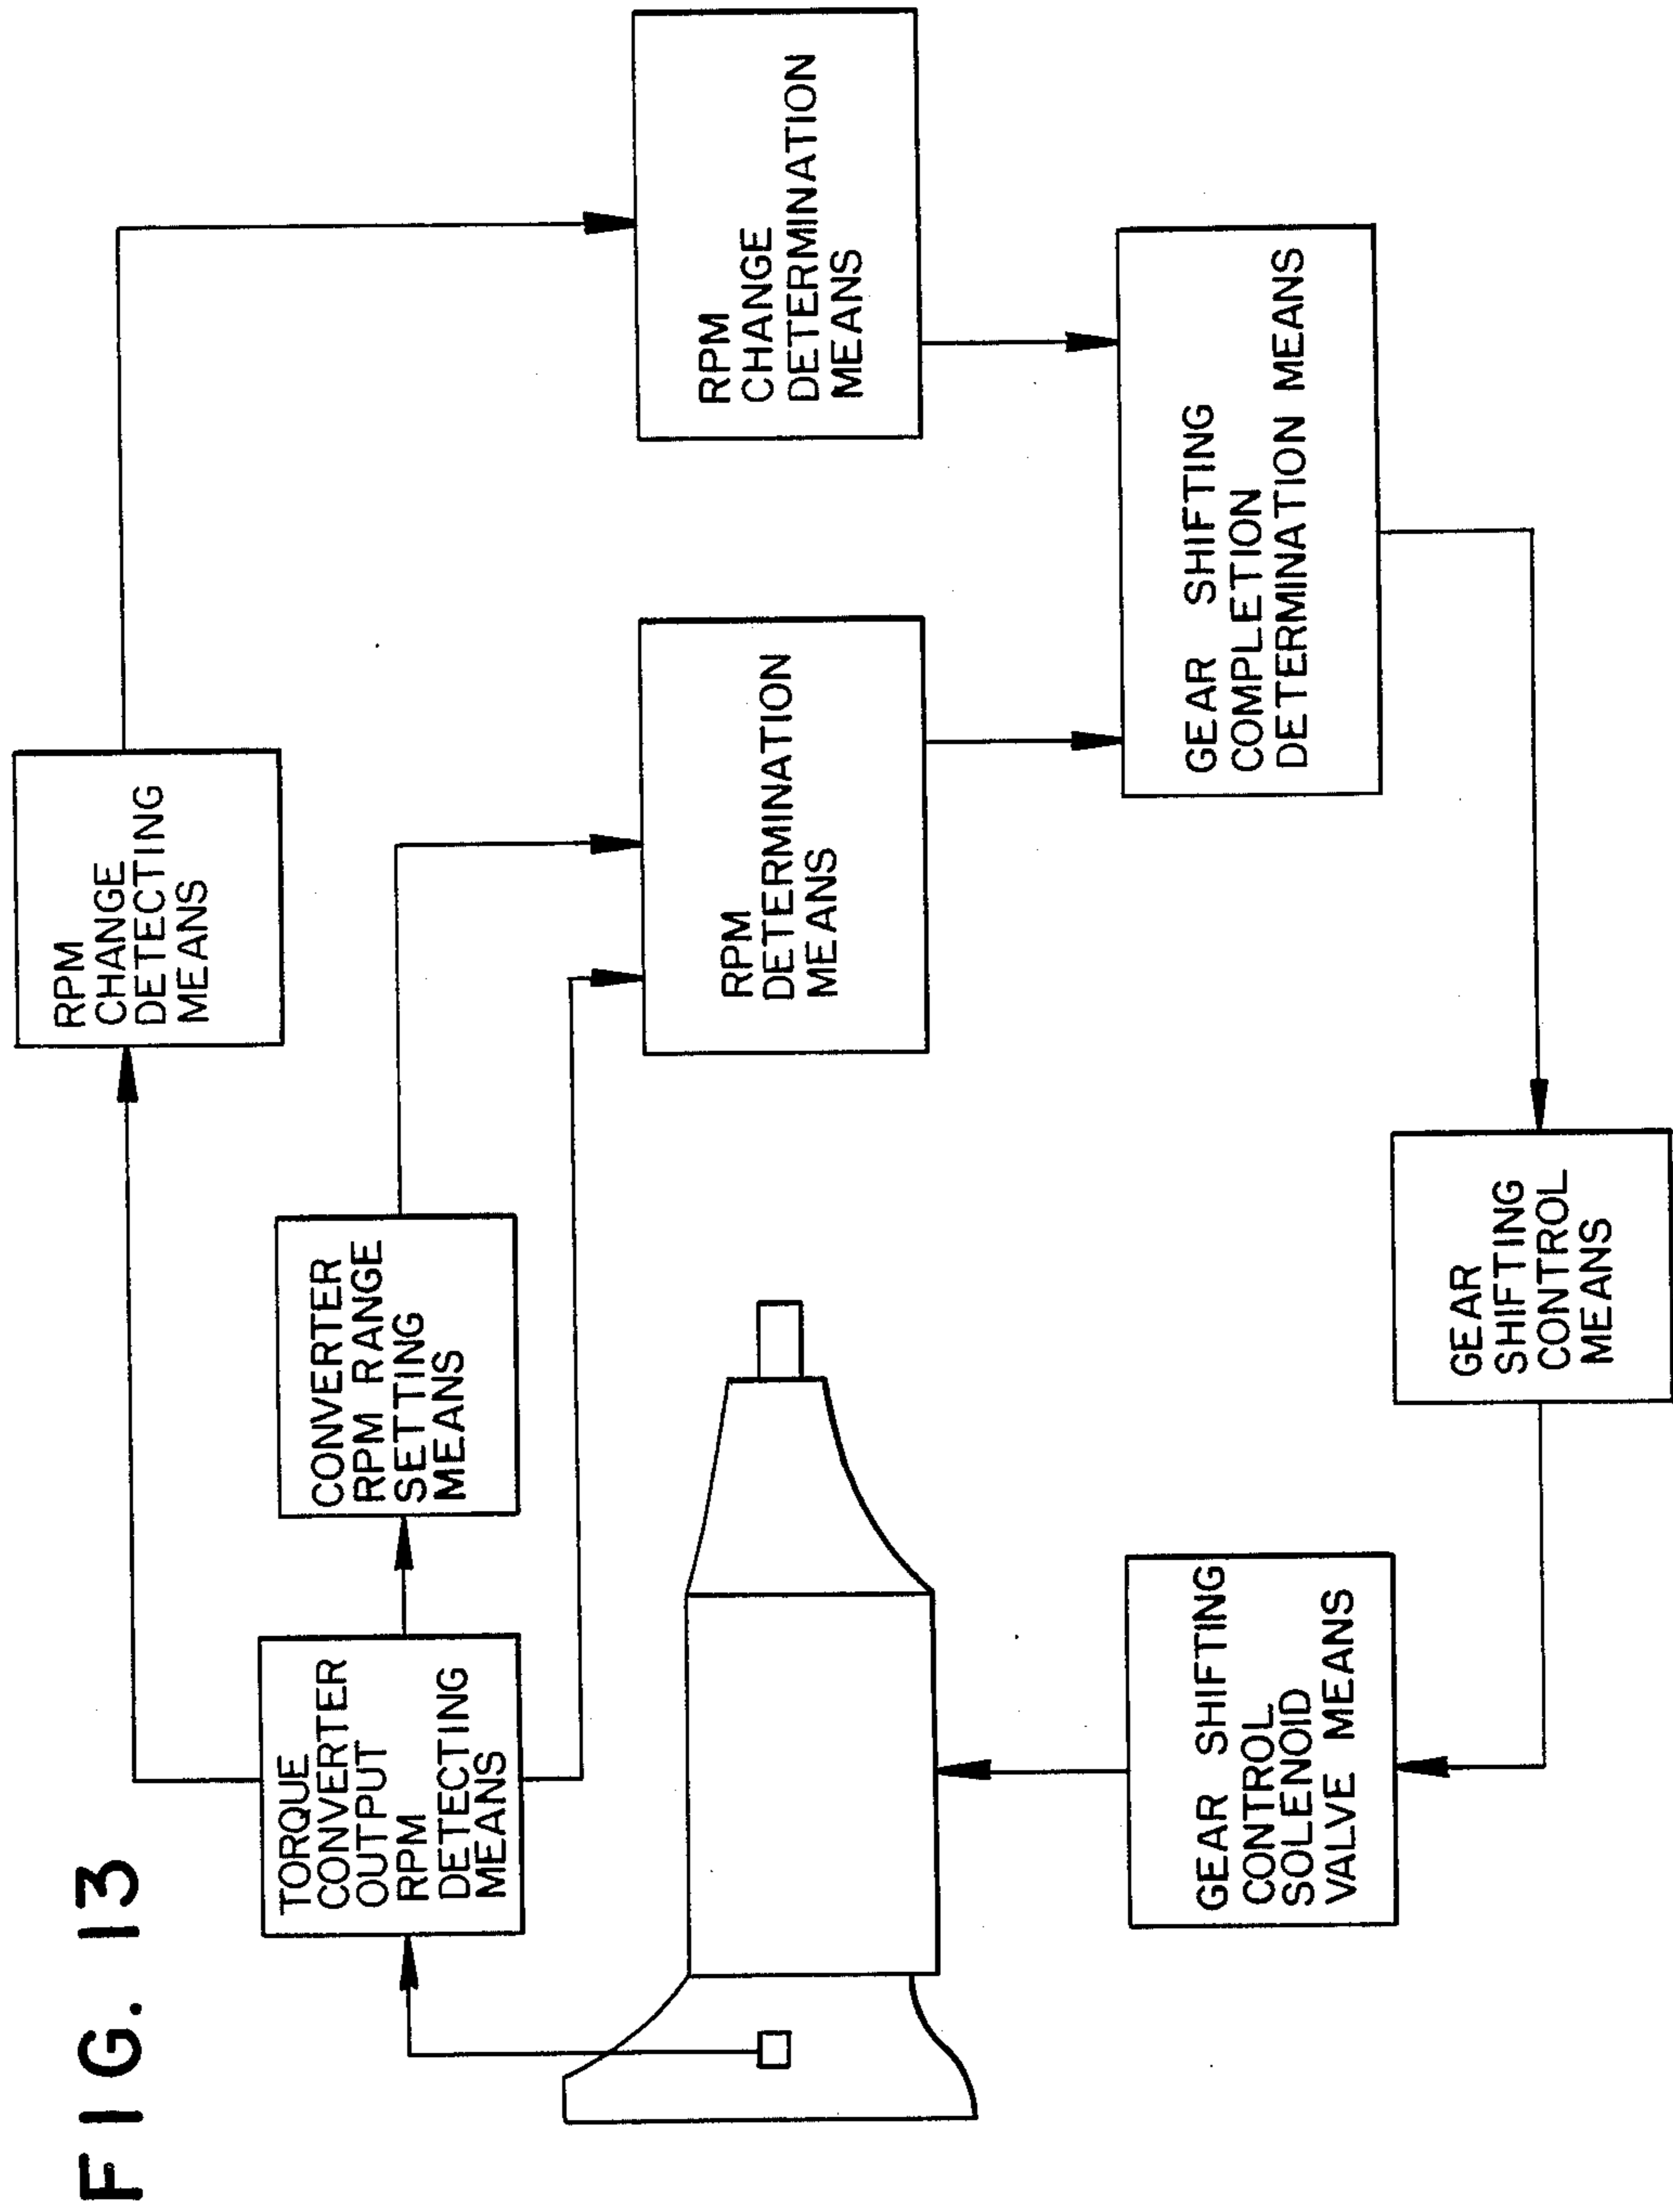 FIG. 13
TORQUE
CONVERTER
OUTPUT
RPM
DETECTING
MEANS
CONVERTER
RPM RANGE
SETTING
MEANS
RPM
CHANGE
DETECTING
MEANS
RPM
DETERMINATION
MEANS
RPM
CHANGE
DETERMINATION
MEANS
GEAR SHIFTING
COMPLETION
DETERMINATION MEANS
GEAR
SHIFTING
CONTROL
MEANS
GEAR SHIFTING
CONTROL
SOLENOID
VALVE MEANS